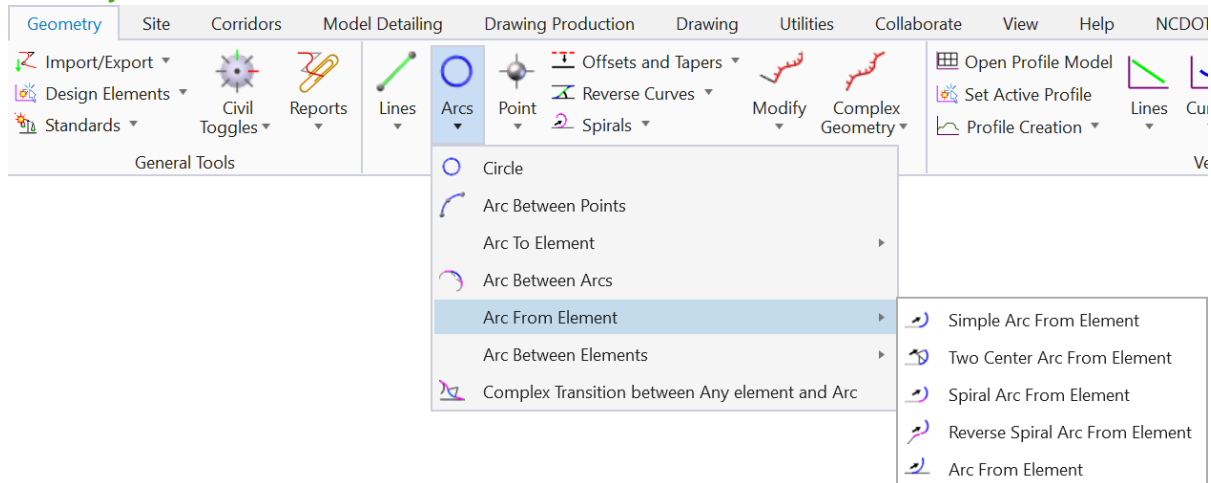 Geometry Site Corridors Model Detailing Drawing Production Drawing Utilities Collaborate View Help NCDOT
Import/Export
Design Elements
Standards
Civil
Toggles
Reports
General Tools
Lines
Arcs
Point
Offsets and Tapers
Reverse Curves
Spirals
Modify
Complex
Geometry
Open Profile Model
Set Active Profile
Profile Creation
Lines
Cu
Ve
Circle
Arc Between Points
Arc To Element
Arc Between Arcs
Arc From Element
Arc Between Elements
Complex Transition between Any element and Arc
Simple Arc From Element
Two Center Arc From Element
Spiral Arc From Element
Reverse Spiral Arc From Element
Arc From Element